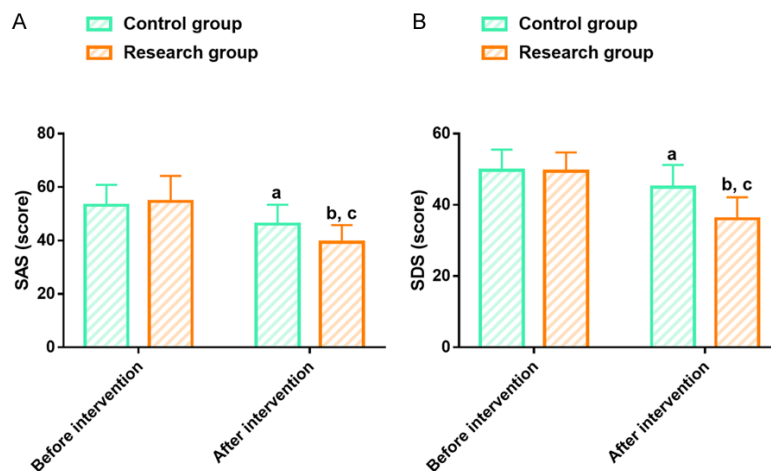 A
Control group
Research group
SAS (score)
80
60
40
20
0
a
b, c
Before intervention
After intervention
B
Control group
Research group
SDS (score)
60
40
20
0
a
b, c
Before intervention
After intervention